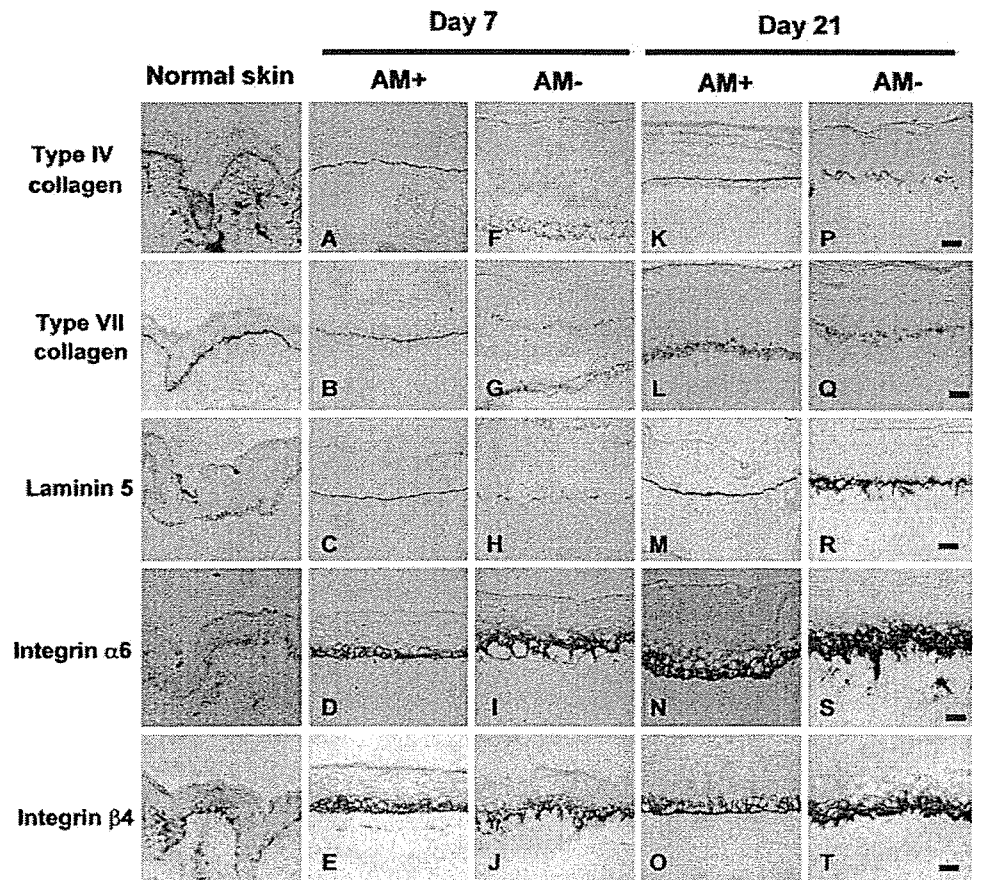 Day 7
Day 21
Normal skin
AM+
AM-
AM+
AM-
Type IV
collagen
A
F
K
P
Type VII
collagen
B
G
L
Q
Laminin 5
C
H
M
R
Integrin α6
D
I
N
S
Integrin β4
E
J
O
T